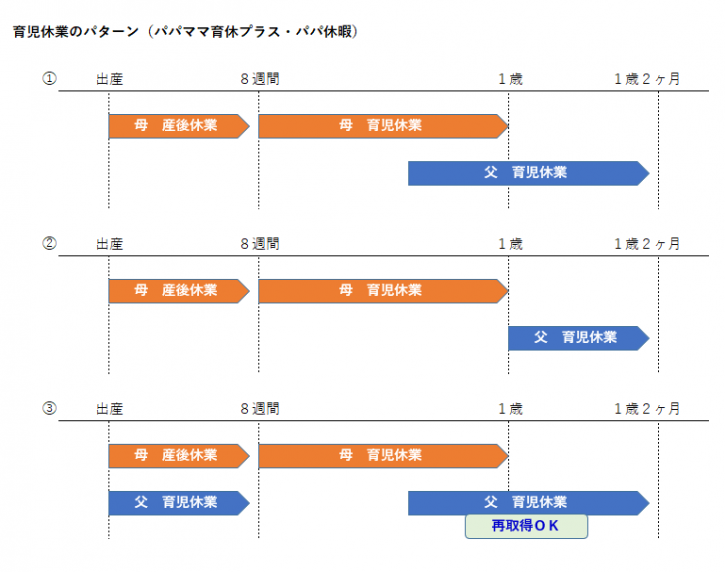 育児休業のパターン（パパママ育休プラス・パパ休暇）
① 出産 ８週間 １歳 １歳２ヶ月
母　産後休業 母　育児休業
父　育児休業
② 出産 ８週間 １歳 １歳２ヶ月
母　産後休業 母　育児休業
父　育児休業
③ 出産 ８週間 １歳 １歳２ヶ月
母　産後休業 母　育児休業
父　育児休業 父　育児休業
再取得ＯＫ